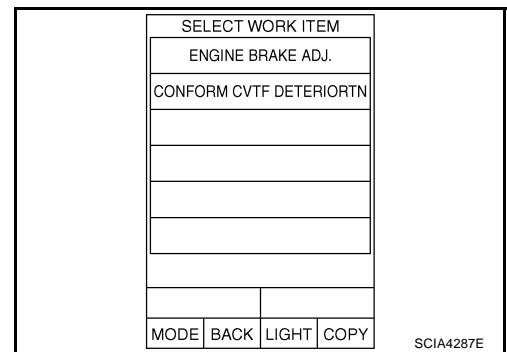 SELECT WORK ITEM
ENGINE BRAKE ADJ.
CONFORM CVTF DETERIORTN
MODE BACK LIGHT COPY
SCIA4287E